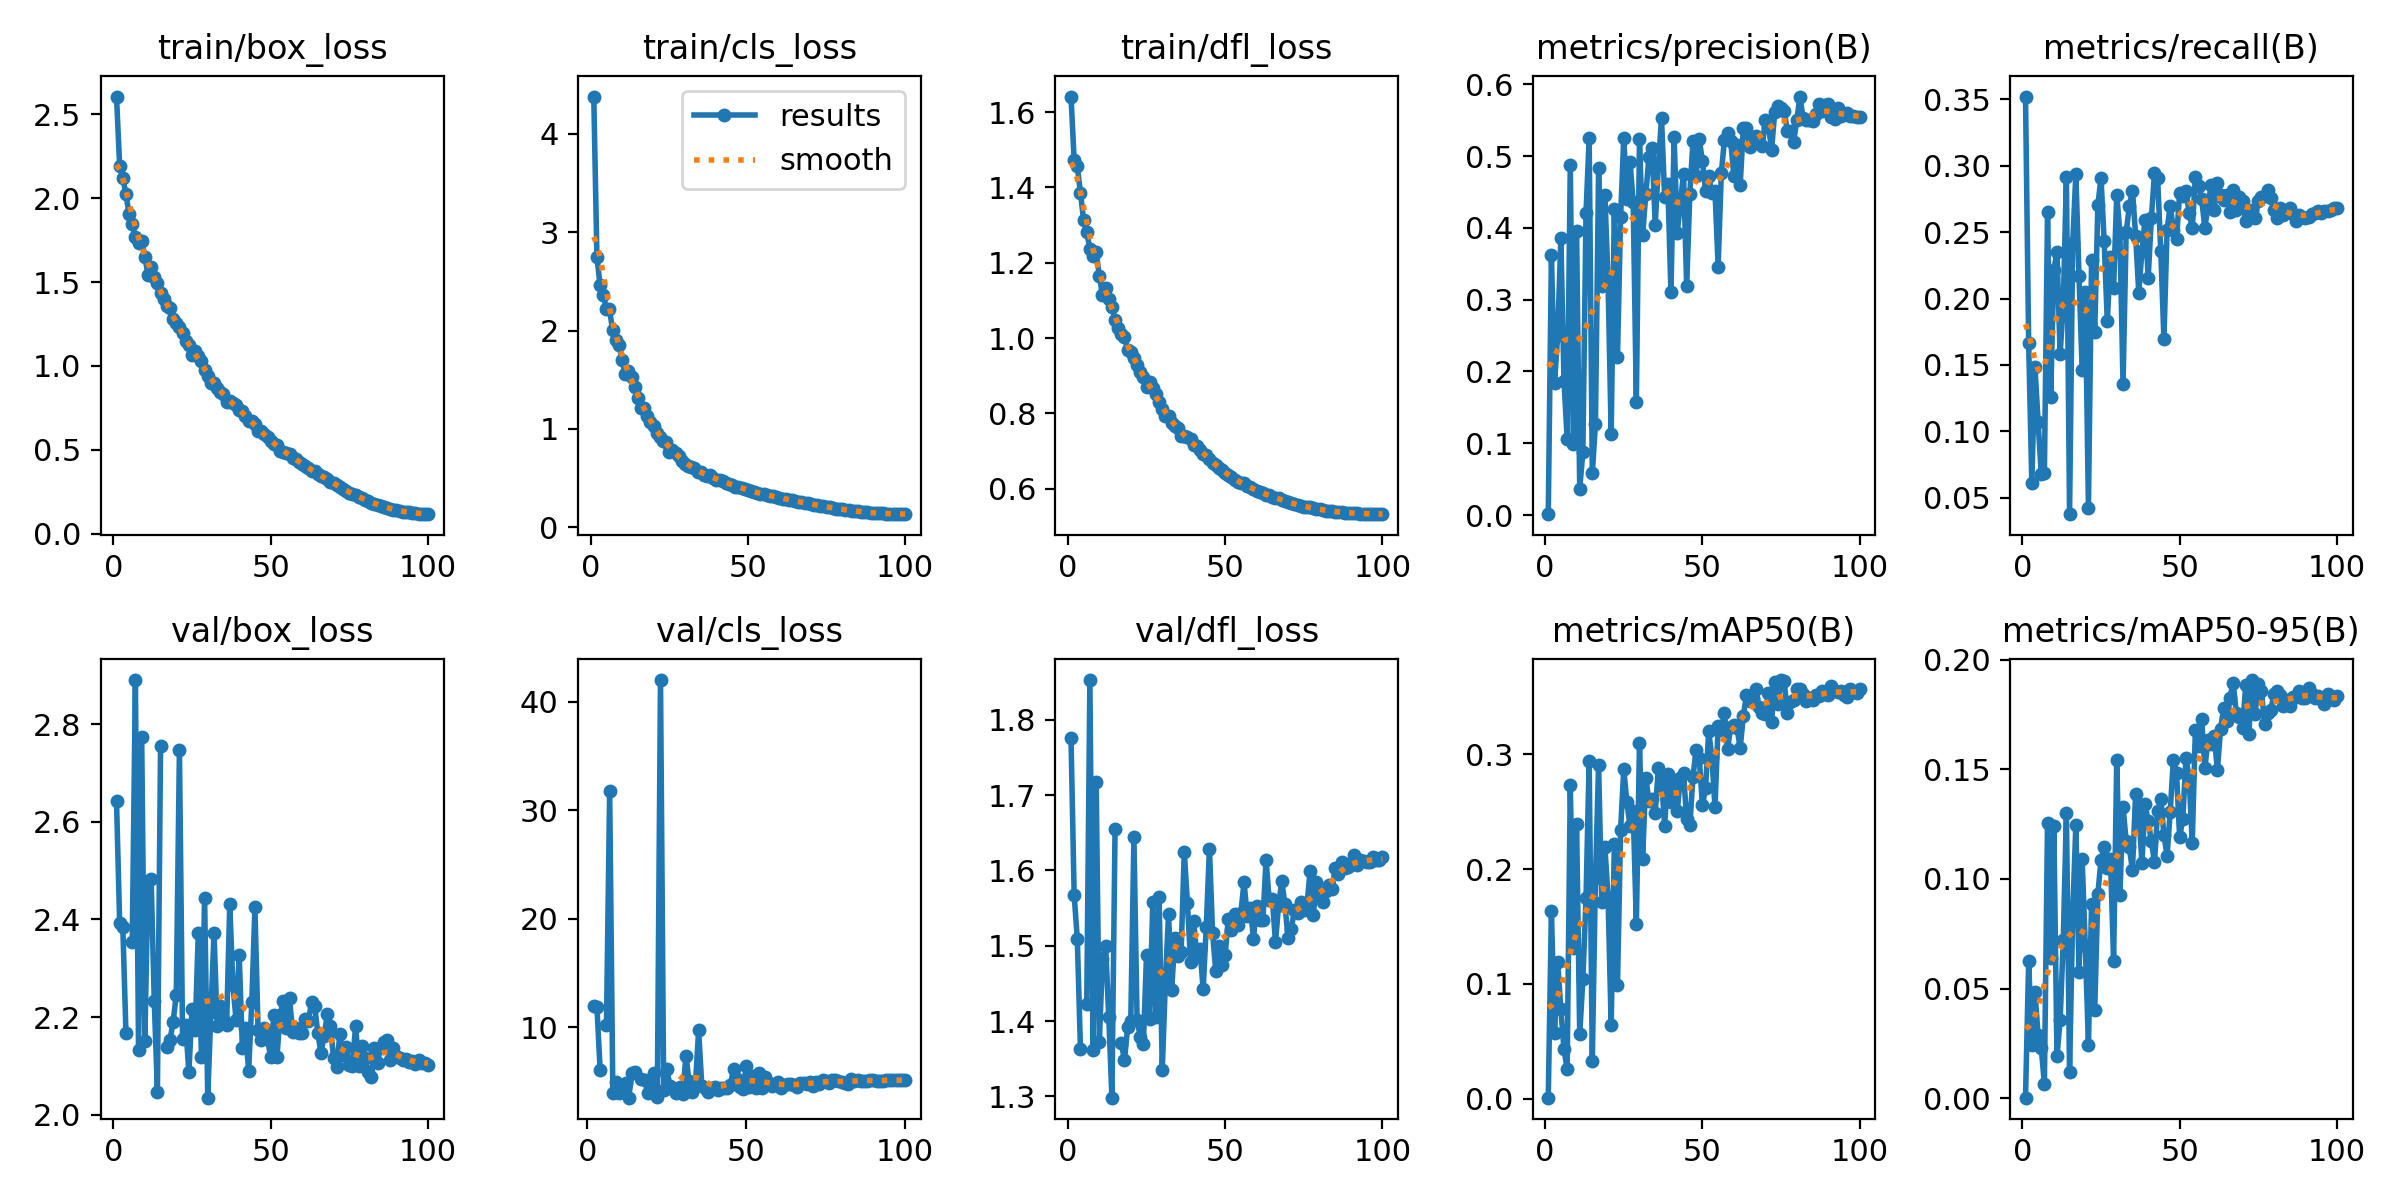 train/box_loss
train/cls_loss
train/dfl_loss
metrics/precision(B)
metrics/recall(B)
2.5
2.0
1.5
1.0
0.5
0.0
0 50 100
results
smooth
4
3
2
1
0
0 50 100
1.6
1.4
1.2
1.0
0.8
0.6
0 50 100
0.6
0.5
0.4
0.3
0.2
0.1
0.0
0 50 100
0.35
0.30
0.25
0.20
0.15
0.10
0.05
0 50 100
val/box_loss
val/cls_loss
val/dfl_loss
metrics/mAP50(B)
metrics/mAP50-95(B)
2.8
2.6
2.4
2.2
2.0
0 50 100
40
30
20
10
0 50 100
1.8
1.7
1.6
1.5
1.4
1.3
0 50 100
0.3
0.2
0.1
0.0
0 50 100
0.20
0.15
0.10
0.05
0.00
0 50 100